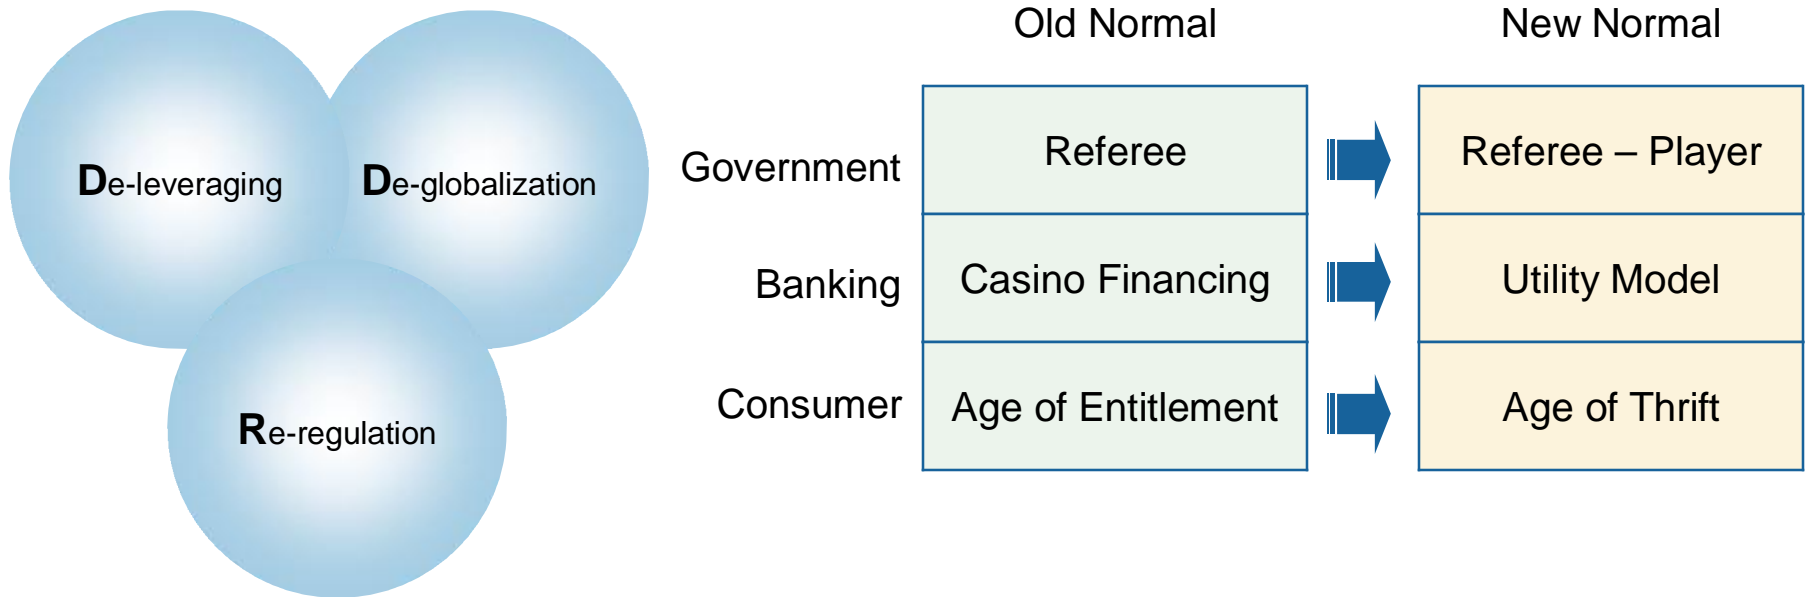 De-leveraging
De-globalization
Re-regulation
Old Normal
New Normal
Government
Referee
Referee – Player
Banking
Casino Financing
Utility Model
Consumer
Age of Entitlement
Age of Thrift